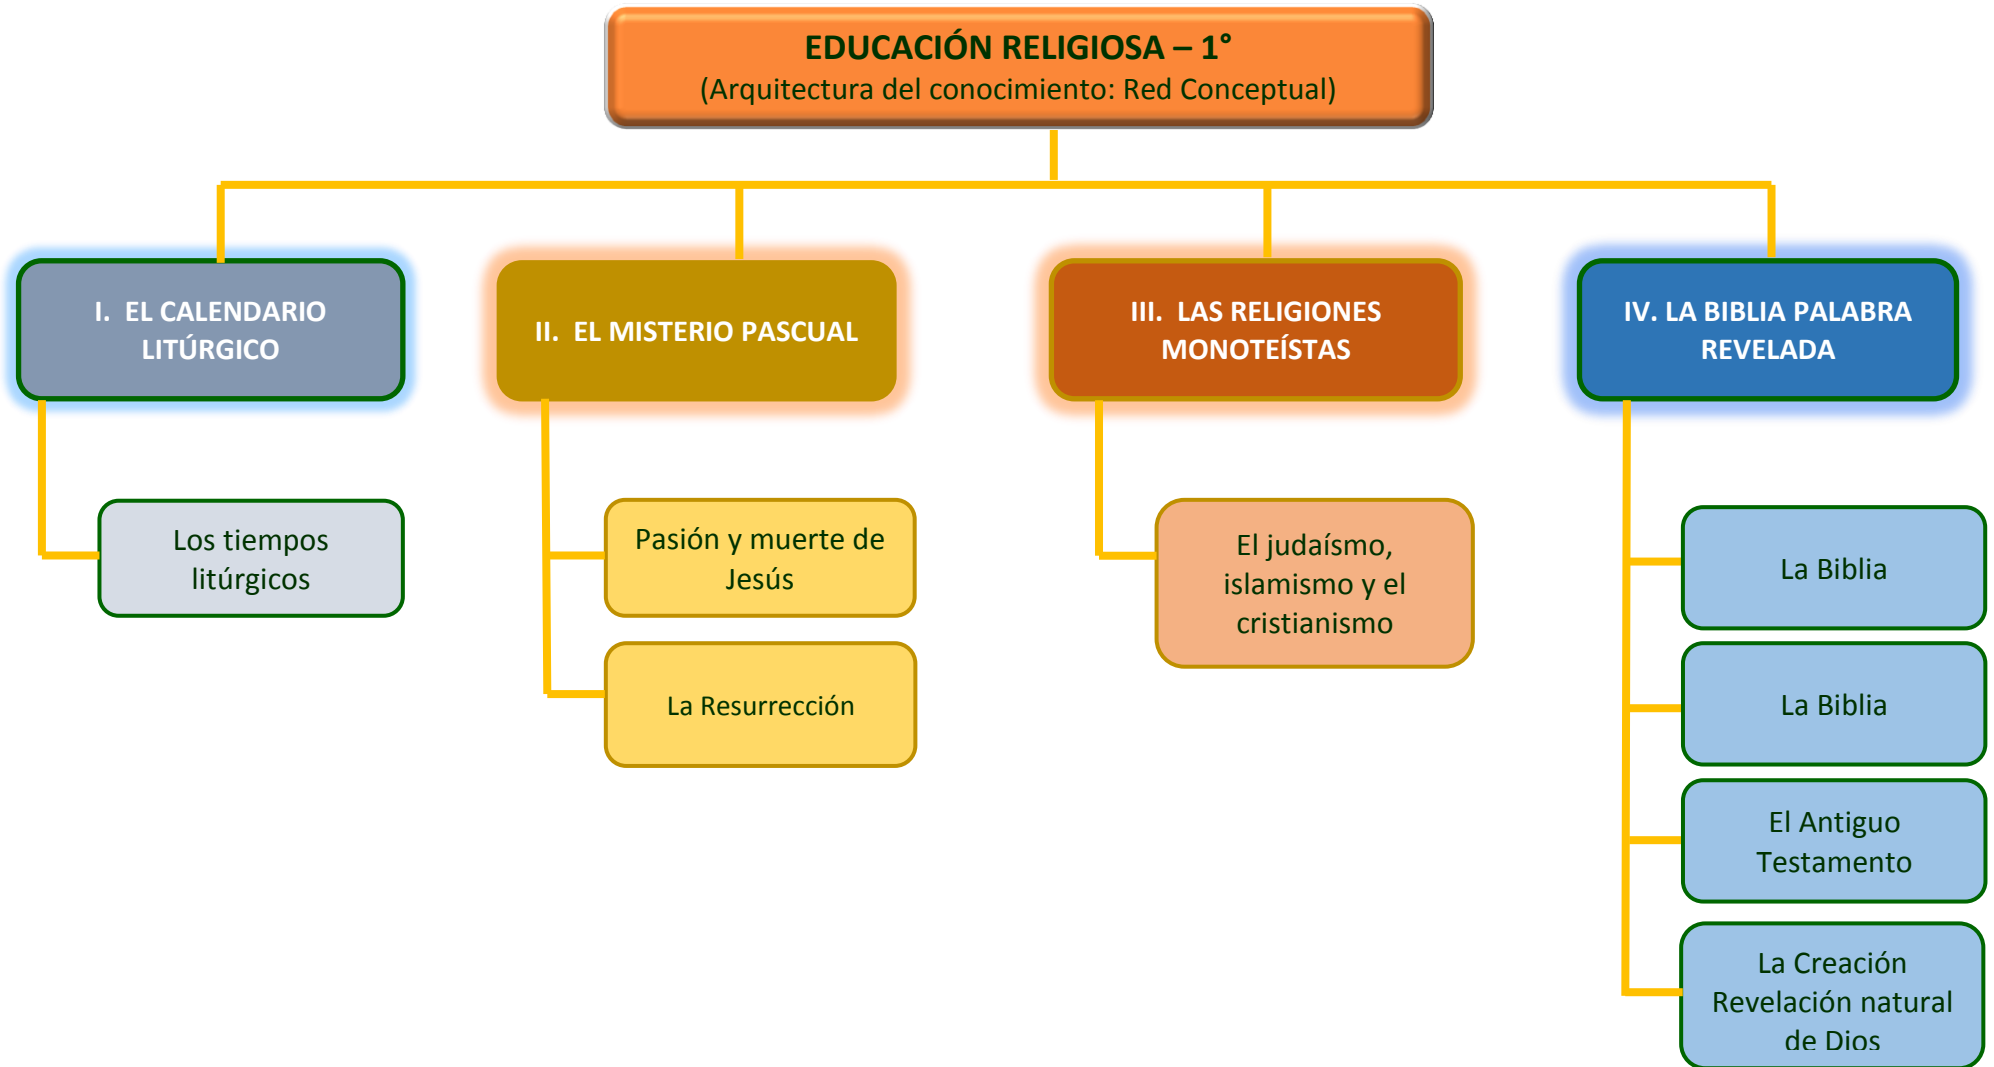 EDUCACIÓN RELIGIOSA – 1°
(Arquitectura del conocimiento: Red Conceptual)
I. EL CALENDARIO
LITÚRGICO
II. EL MISTERIO PASCUAL
III. LAS RELIGIONES
MONOTEÍSTAS
IV. LA BIBLIA PALABRA
REVELADA
Los tiempos
litúrgicos
Pasión y muerte de
Jesús
La Resurrección
El judaísmo,
islamismo y el
cristianismo
La Biblia
La Biblia
El Antiguo
Testamento
La Creación
Revelación natural
de Dios